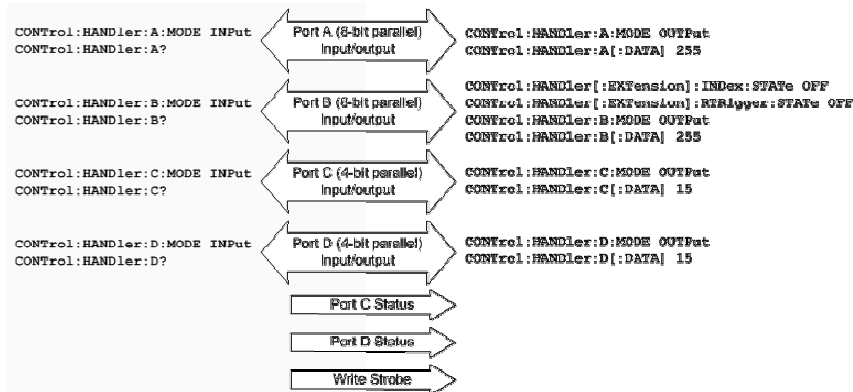 CONTrol:HANDler:A:MODE INPut
CONTrol:HANDler:A?
Port A (8-bit parallel)
Input/output
CONTrol:HANDler:A:MODE OUTPut
CONTrol:HANDler:A[:DATA] 255
CONTrol:HANDler:B:MODE INPut
CONTrol:HANDler:B?
Port B (8-bit parallel)
Input/output
CONTrol:HANDler[:EXTension]:INDex:STATe OFF
CONTrol:HANDler[:EXTension]:RTRigger:STATe OFF
CONTrol:HANDler:B:MODE OUTPut
CONTrol:HANDler:B[:DATA] 255
CONTrol:HANDler:C:MODE INPut
CONTrol:HANDler:C?
Port C (4-bit parallel)
Input/output
CONTrol:HANDler:C:MODE OUTPut
CONTrol:HANDler:C[:DATA] 15
CONTrol:HANDler:D:MODE INPut
CONTrol:HANDler:D?
Port D (4-bit parallel)
Input/output
CONTrol:HANDler:D:MODE OUTPut
CONTrol:HANDler:D[:DATA] 15
Port C Status
Port D Status
Write Strobe